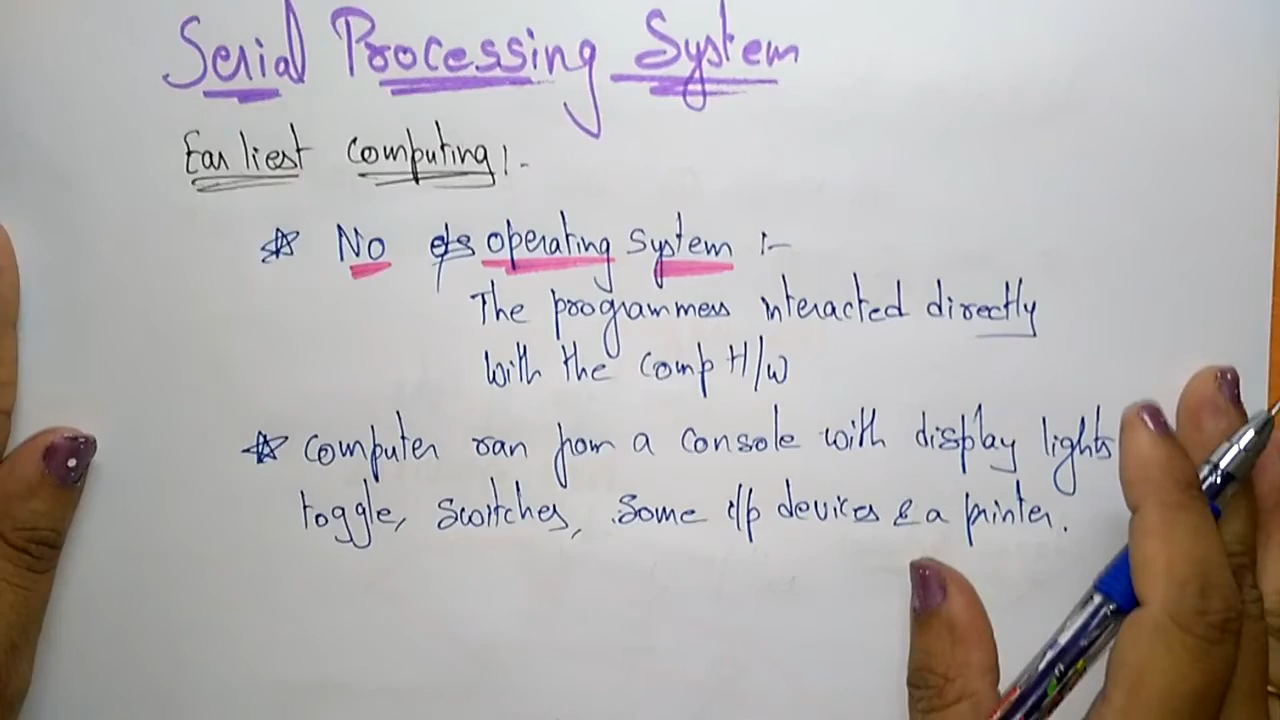 Serial Processing System
Earliest computing:-
No operating system :-
The programmers interacted directly
with the comp H/w
computer ran from a console with display lights
toggle, switches, some i/p devices & a printer.